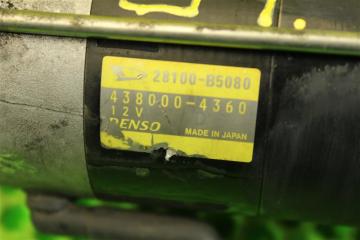 28100-B5080
438000-4360
12V
DENSO
MADE IN JAPAN